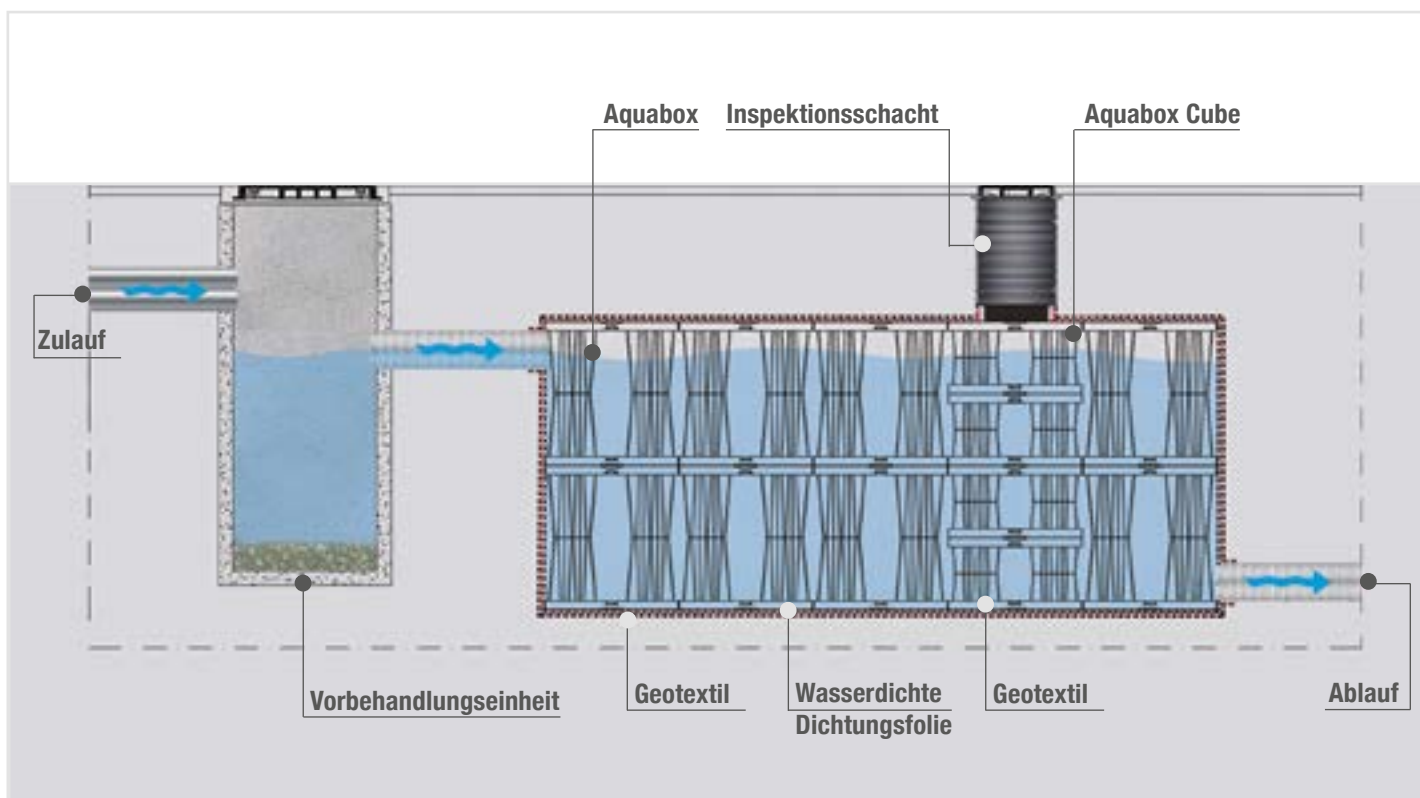 Aquabox
Inspektionsschacht
Aquabox Cube
Zulauf
Vorbehandlungseinheit
Geotextil
Wasserdichte
Dichtungsfolie
Geotextil
Ablauf